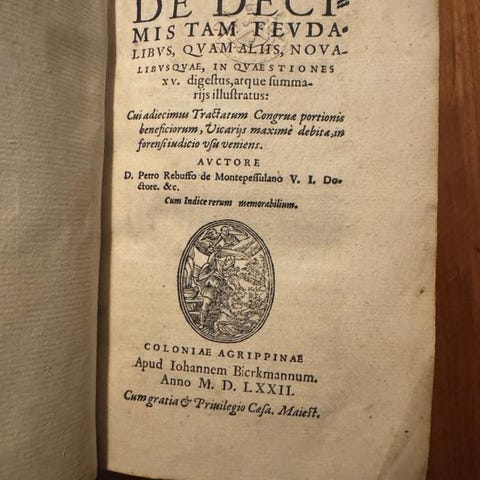 DE DECI-
MIS TAM FEVDA-
LIBVS, QVAM ALIIS, NOVA-
LIBVSQVAE, IN QVAESTIONES
XV. digestus, atque summa-
rijs illustratus:
Cui adiecimus Tractatum Congruæ portionis
beneficiorum, Vicarijs maximè debita, in
forensi iudicio vsu veniens.
AVCTORE
D. Petro Rebuffo de Montepessulano V. I. Do-
ctore. &c.
Cum Indice rerum memorabilium.
COLONIAE AGRIPPINAE
Apud Iohannem Birckmannum.
Anno M. D. LXXII.
Cum gratia & Priuilegio Cæsa. Maiest.